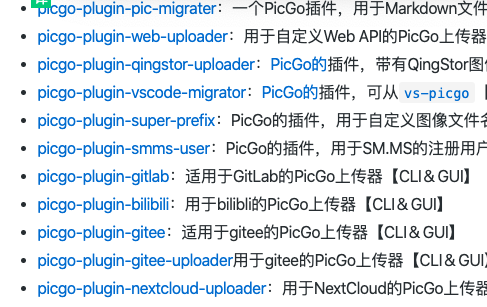 picgo-plugin-pic-migrater：一个PicGo插件，用于Markdown文件
picgo-plugin-web-uploader：用于自定义Web API的PicGo上传器
picgo-plugin-qingstor-uploader：PicGo的插件，带有QingStor图
picgo-plugin-vscode-migrator：PicGo的插件，可从 vs-picgo
picgo-plugin-super-prefix：PicGo的插件，用于自定义图像文件名
picgo-plugin-smms-user：PicGo的插件，用于SM.MS的注册用户
picgo-plugin-gitlab：适用于GitLab的PicGo上传器【CLI＆GUI】
picgo-plugin-bilibili：用于bilibli的PicGo上传器【CLI＆GUI】
picgo-plugin-gitee：适用于gitee的PicGo上传器【CLI＆GUI】
picgo-plugin-gitee-uploader用于gitee的PicGo上传器【CLI＆GUI】
picgo-plugin-nextcloud-uploader：用于NextCloud的PicGo上传器